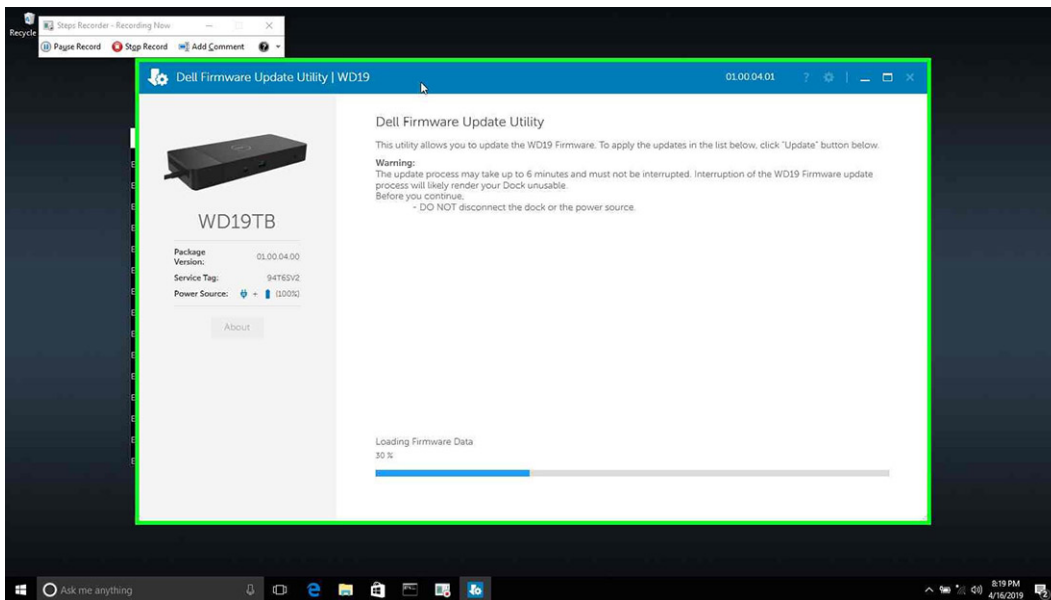 Recycle
Steps Recorder - Recording Now
Pause Record Stop Record Add Comment
Dell Firmware Update Utility | WD19
01.00.04.01
Dell Firmware Update Utility
This utility allows you to update the WD19 Firmware. To apply the updates in the list below, click "Update" button below.
Warning:
The update process may take up to 6 minutes and must not be interrupted. Interruption of the WD19 Firmware update
process will likely render your Dock unusable.
Before you continue,
- DO NOT disconnect the dock or the power source.
WD19TB
Package
Version: 01.00.04.00
Service Tag: 94T6SV2
Power Source: + (100%)
About
Loading Firmware Data
30 %
Ask me anything
8:19 PM
4/16/2019